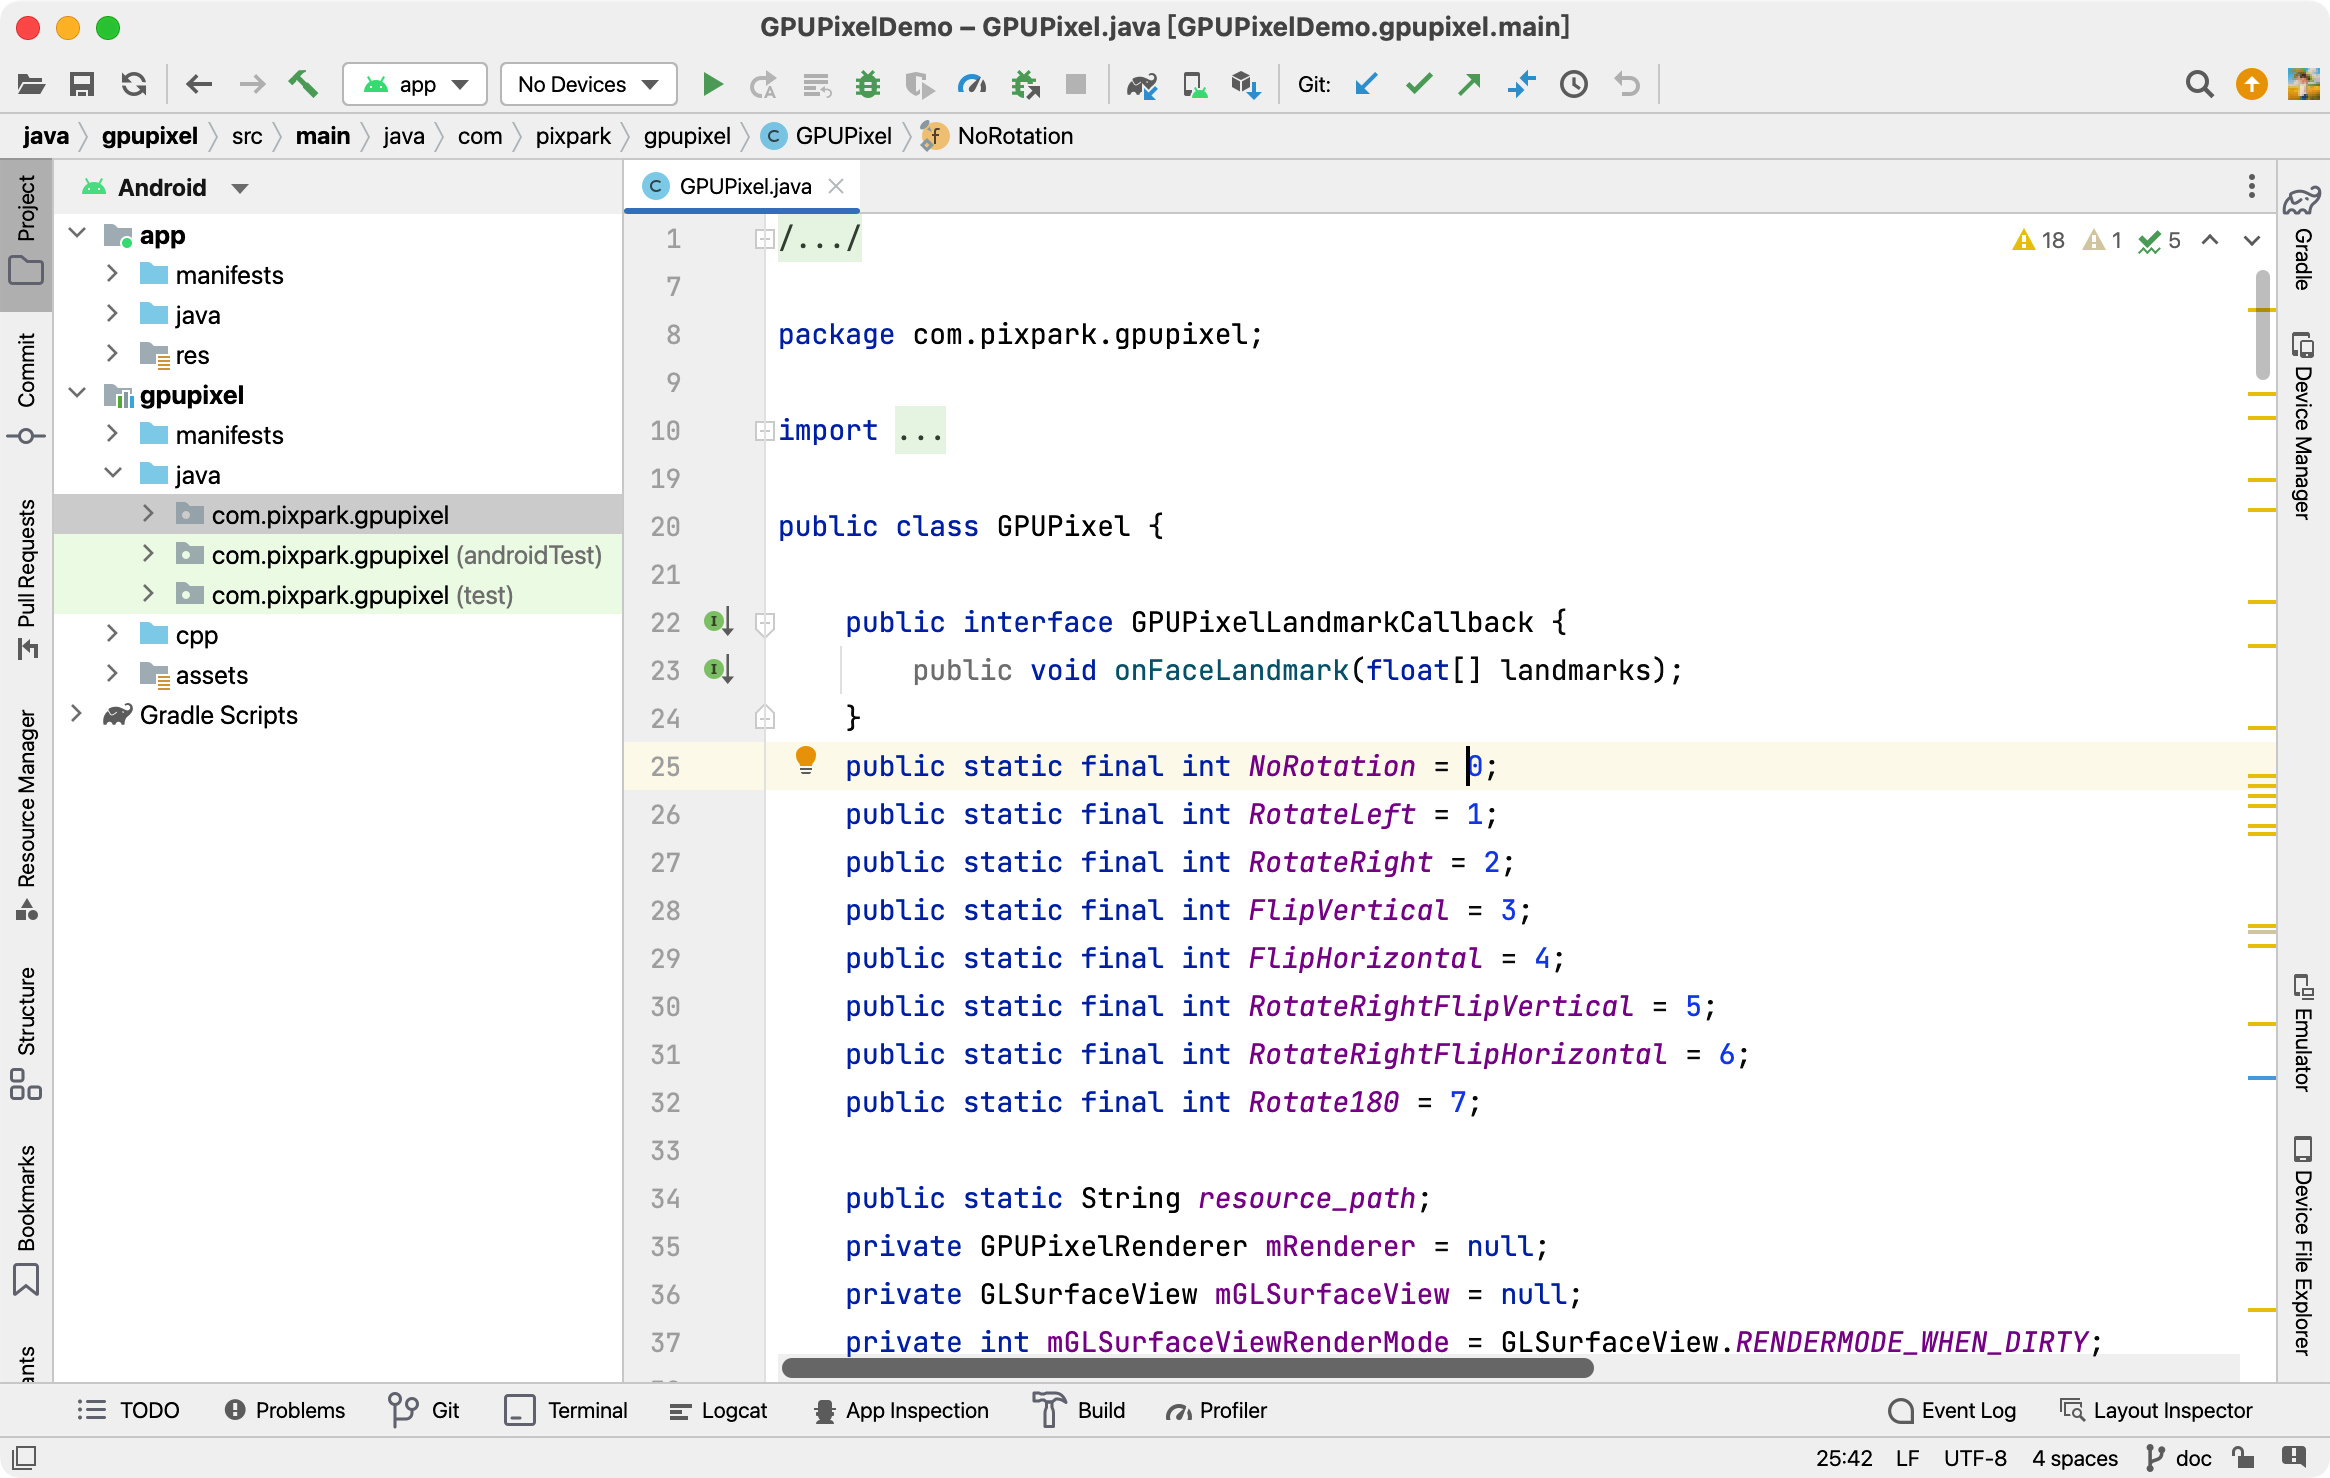 GPUPixelDemo – GPUPixel.java [GPUPixelDemo.gpupixel.main]
app
No Devices
Git:
java
gpupixel
src
main
java
com
pixpark
gpupixel
C GPUPixel
f NoRotation
Project
Commit
Pull Requests
Resource Manager
Structure
Bookmarks
Android
app
manifests
java
res
gpupixel
manifests
java
com.pixpark.gpupixel
com.pixpark.gpupixel (androidTest)
com.pixpark.gpupixel (test)
cpp
assets
Gradle Scripts
C GPUPixel.java
18 1 5
1 /.../
7
8 package com.pixpark.gpupixel;
9
10 import ...
19
20 public class GPUPixel {
21
22 public interface GPUPixelLandmarkCallback {
23 public void onFaceLandmark(float[] landmarks);
24 }
25 public static final int NoRotation = 0;
26 public static final int RotateLeft = 1;
27 public static final int RotateRight = 2;
28 public static final int FlipVertical = 3;
29 public static final int FlipHorizontal = 4;
30 public static final int RotateRightFlipVertical = 5;
31 public static final int RotateRightFlipHorizontal = 6;
32 public static final int Rotate180 = 7;
33
34 public static String resource_path;
35 private GPUPixelRenderer mRenderer = null;
36 private GLSurfaceView mGLSurfaceView = null;
37 private int mGLSurfaceViewRenderMode = GLSurfaceView.RENDERMODE_WHEN_DIRTY;
Gradle
Device Manager
Emulator
Device File Explorer
TODO
Problems
Git
Terminal
Logcat
App Inspection
Build
Profiler
Event Log
Layout Inspector
25:42 LF UTF-8 4 spaces doc